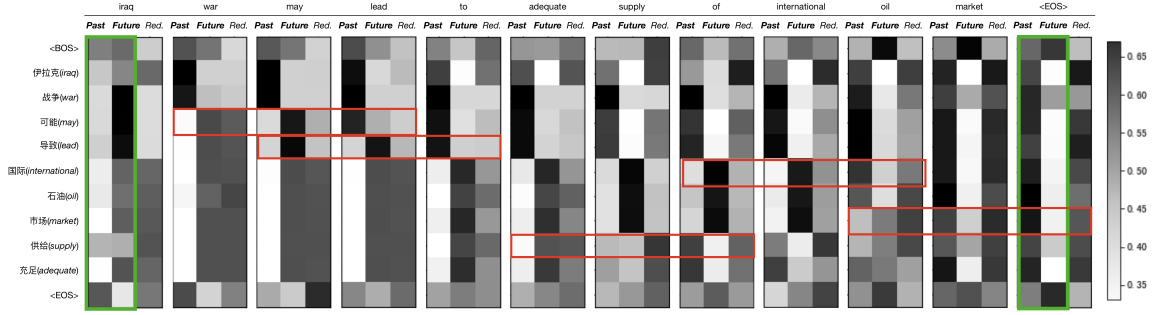 iraq war may lead to adequate supply of international oil market <EOS>
Past Future Red. Past Future Red. Past Future Red. Past Future Red. Past Future Red. Past Future Red. Past Future Red. Past Future Red. Past Future Red. Past Future Red. Past Future Red. Past Future Red.
<BOS>
伊拉克(iraq)
战争(war)
可能(may)
导致(lead)
国际(international)
石油(oil)
市场(market)
供给(supply)
充足(adequate)
<EOS>
0.65
0.60
0.55
0.50
0.45
0.40
0.35